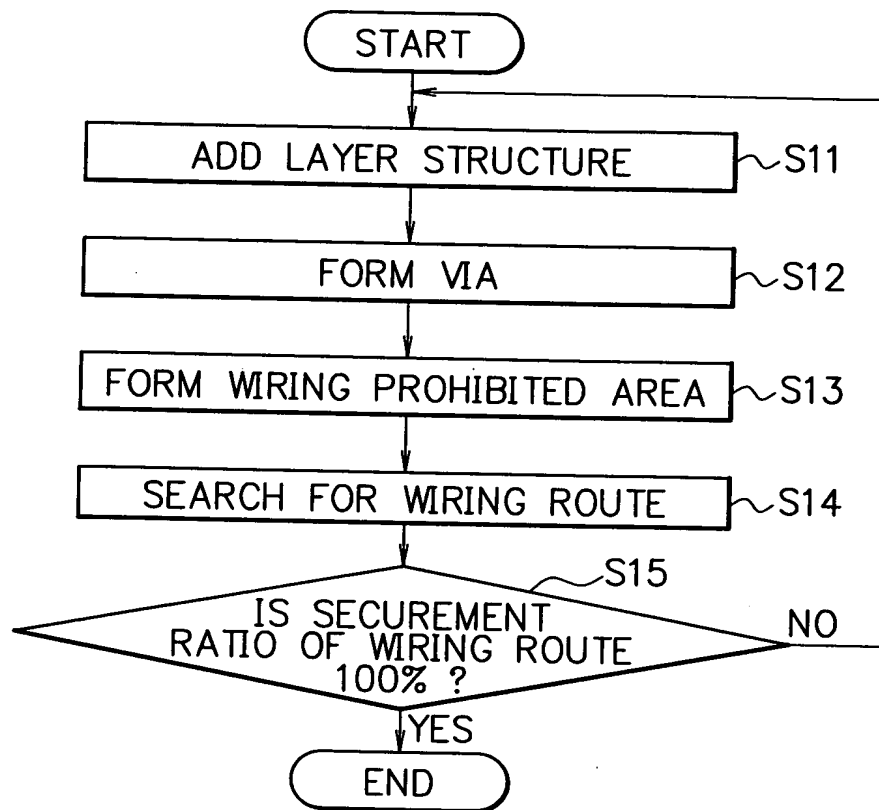 START
ADD LAYER STRUCTURE
S11
FORM VIA
S12
FORM WIRING PROHIBITED AREA
S13
SEARCH FOR WIRING ROUTE
S14
S15
IS SECUREMENT
RATIO OF WIRING ROUTE
100% ?
NO
YES
END